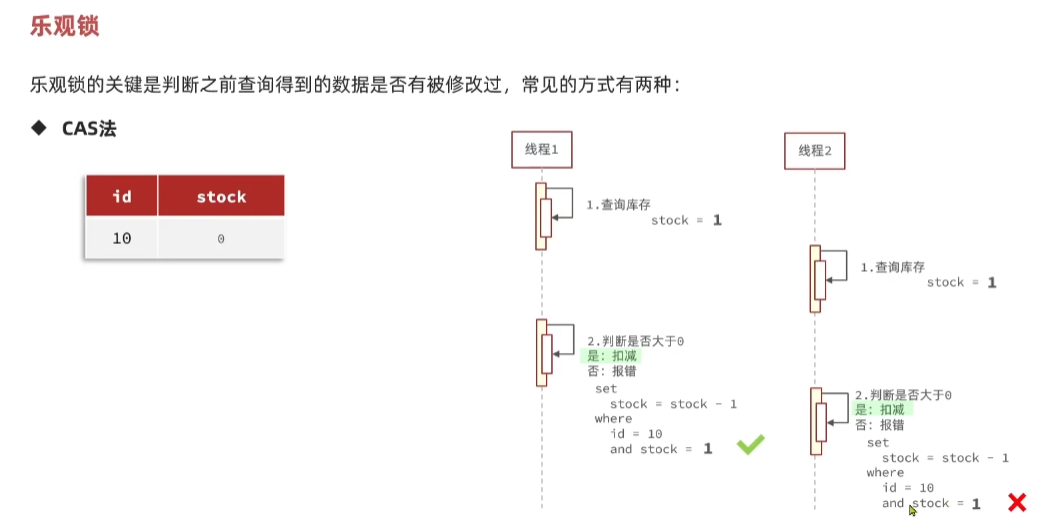 乐观锁
乐观锁的关键是判断之前查询得到的数据是否有被修改过，常见的方式有两种：
◆ CAS法
id stock
10 0
线程1
1.查询库存
stock = 1
2.判断是否大于0
是：扣减
否：报错
set
stock = stock - 1
where
id = 10
and stock = 1
线程2
1.查询库存
stock = 1
2.判断是否大于0
是：扣减
否：报错
set
stock = stock - 1
where
id = 10
and stock = 1